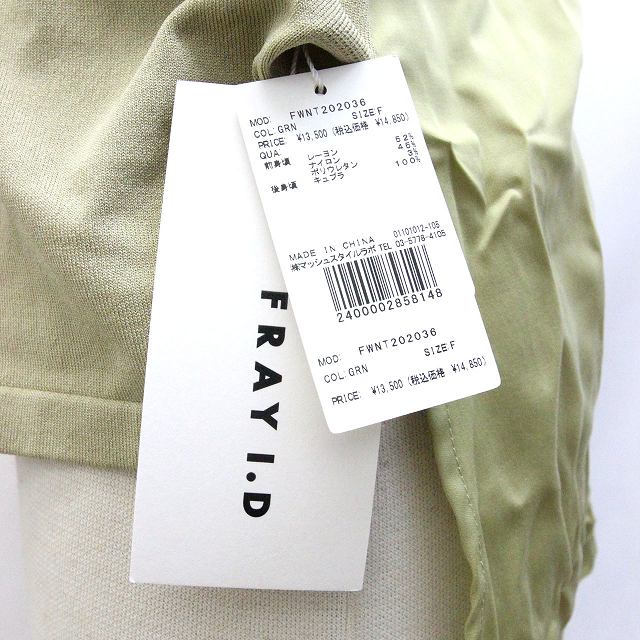 MOD: FWNT202036
COL:GRN SIZE:F
PRICE: ¥13,500 (税込価格 ¥14,850)
QUA:
前身頃 レーヨン 52%
ナイロン 45%
ポリウレタン 3%
後身頃 キュプラ 100%
01101012-105
MADE IN CHINA
㈱マッシュスタイルラボ TEL 03-5778-4105
2400002858148
MOD: FWNT202036
COL:GRN SIZE:F
PRICE: ¥13,500 (税込価格 ¥14,850)
FRAY I.D